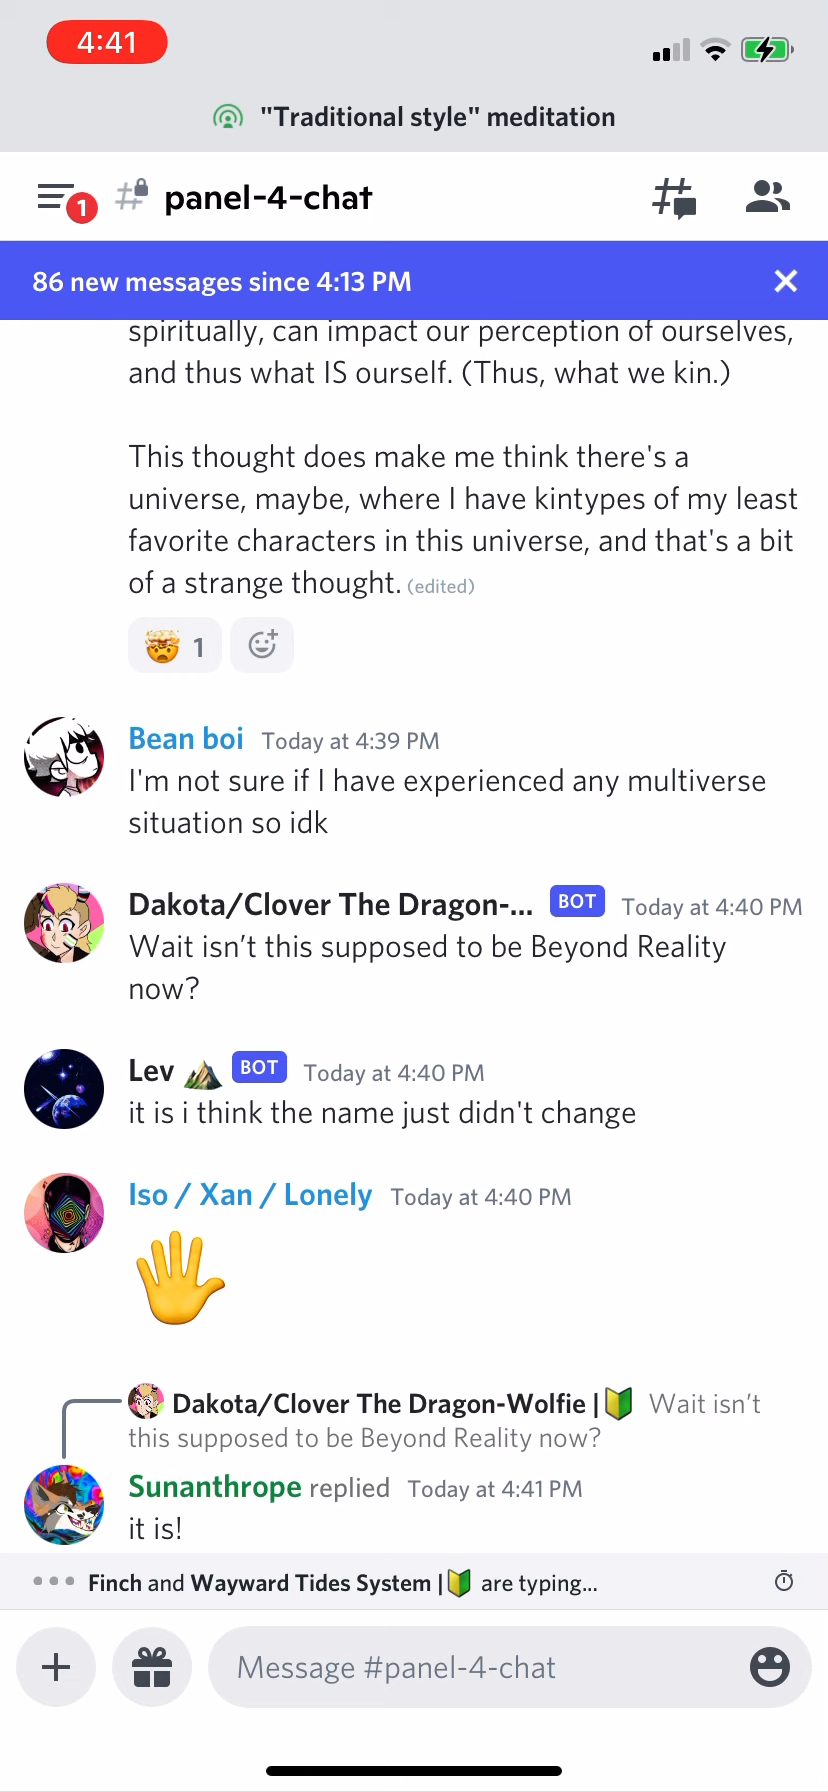 4:41
"Traditional style" meditation
1
panel-4-chat
86 new messages since 4:13 PM
spiritually, can impact our perception of ourselves,
and thus what IS ourself. (Thus, what we kin.)
This thought does make me think there's a
universe, maybe, where I have kintypes of my least
favorite characters in this universe, and that's a bit
of a strange thought. (edited)
🤯 1
Bean boi Today at 4:39 PM
I'm not sure if I have experienced any multiverse
situation so idk
Dakota/Clover The Dragon-... BOT Today at 4:40 PM
Wait isn’t this supposed to be Beyond Reality
now?
Lev ⛰️ BOT Today at 4:40 PM
it is i think the name just didn't change
Iso / Xan / Lonely Today at 4:40 PM
🖐️
Dakota/Clover The Dragon-Wolfie |🔰 Wait isn’t
this supposed to be Beyond Reality now?
Sunanthrope replied Today at 4:41 PM
it is!
Finch and Wayward Tides System |🔰 are typing...
Message #panel-4-chat